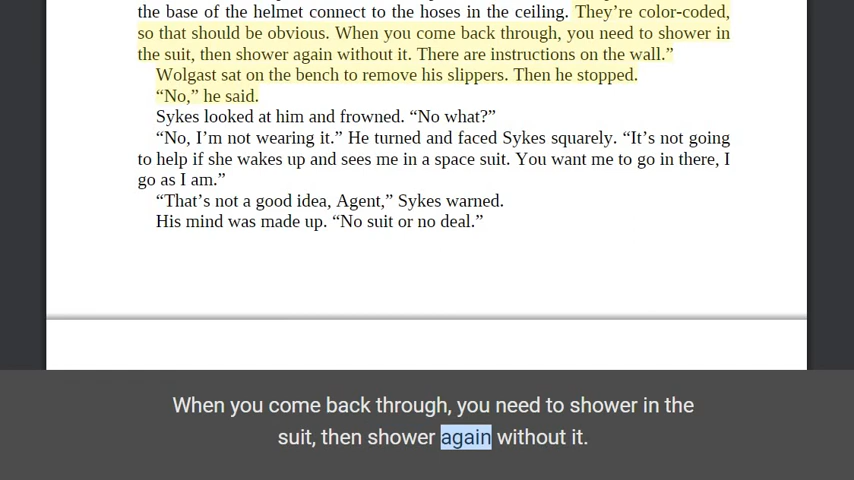 the base of the helmet connect to the hoses in the ceiling. They’re color-coded,
so that should be obvious. When you come back through, you need to shower in
the suit, then shower again without it. There are instructions on the wall.”
Wolgast sat on the bench to remove his slippers. Then he stopped.
“No,” he said.
Sykes looked at him and frowned. “No what?”
“No, I’m not wearing it.” He turned and faced Sykes squarely. “It’s not going
to help if she wakes up and sees me in a space suit. You want me to go in there, I
go as I am.”
“That’s not a good idea, Agent,” Sykes warned.
His mind was made up. “No suit or no deal.”
When you come back through, you need to shower in the
suit, then shower again without it.